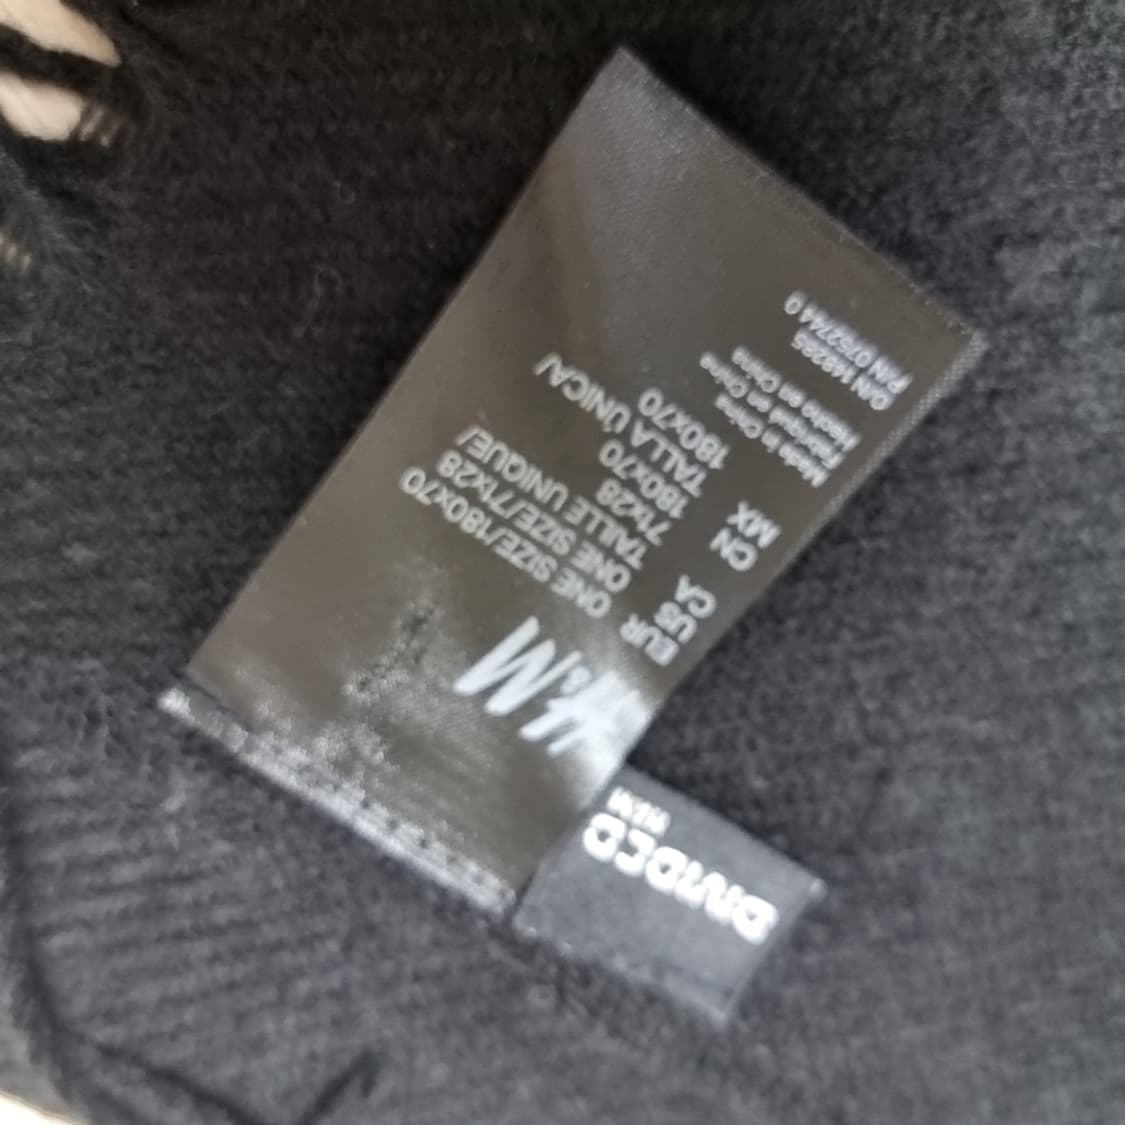 DIVIDED
H&M
H&M
EUR ONE SIZE/180x70
US ONE SIZE/71x28
CA TAILLE UNIQUE/
71x28
CN 180x70
MX TALLA ÚNICA/
180x70
Made in China
Fabriqué en Chine
Hecho en China